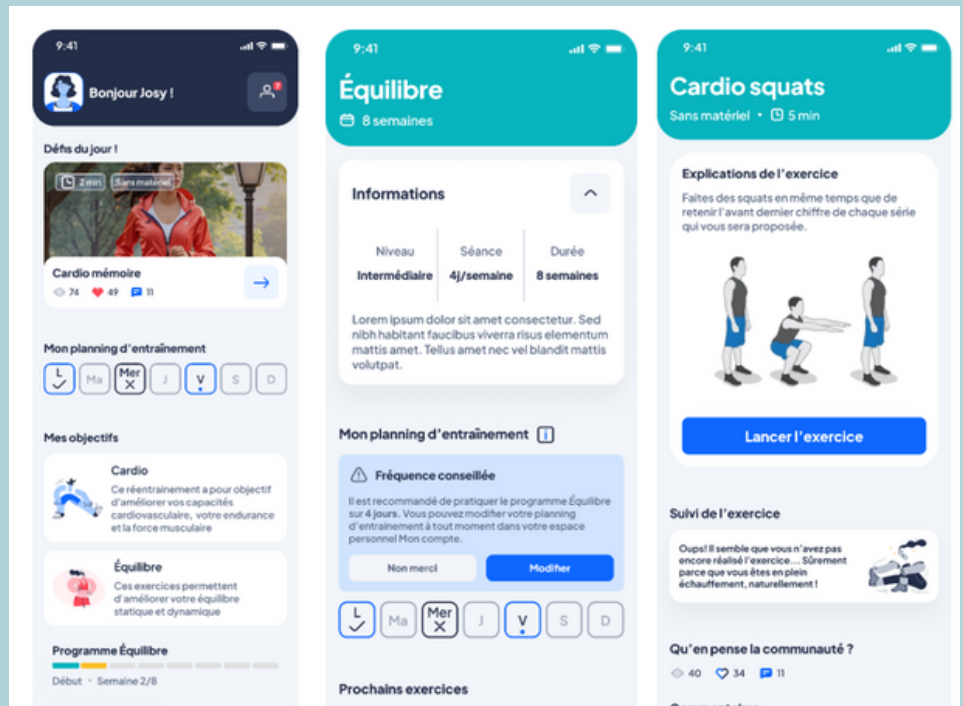 9:41
Bonjour Josy !
7
Défis du jour !
2 min
Sans matériel
Cardio mémoire
74
49
11
Mon planning d'entraînement
L
Ma
Mer
J
V
S
D
Mes objectifs
Cardio
Ce réentrainement a pour objectif
d'améliorer vos capacités
cardiovasculaire, votre endurance
et la force musculaire
Équilibre
Ces exercices permettent
d'améliorer votre équilibre
statique et dynamique
Programme Équilibre
Début • Semaine 2/8
9:41
Équilibre
8 semaines
Informations
Niveau
Séance
Durée
Intermédiaire
4j/semaine
8 semaines
Lorem ipsum dolor sit amet consectetur. Sed
nibh habitant faucibus viverra risus elementum
mattis amet. Tellus amet nec vel blandit mattis
volutpat.
Mon planning d'entraînement
i
Fréquence conseillée
Il est recommandé de pratiquer le programme Équilibre
sur 4 jours. Vous pouvez modifier votre planning
d'entrainement à tout moment dans votre espace
personnel Mon compte.
Non merci
Modifier
L
Ma
Mer
J
V
S
D
Prochains exercices
9:41
Cardio squats
Sans matériel • 5 min
Explications de l'exercice
Faites des squats en même temps que de
retenir l'avant dernier chiffre de chaque série
qui vous sera proposée.
Lancer l'exercice
Suivi de l'exercice
Oups! Il semble que vous n'avez pas
encore réalisé l'exercice... Sûrement
parce que vous êtes en plein
échauffement, naturellement !
Qu'en pense la communauté ?
40
34
11